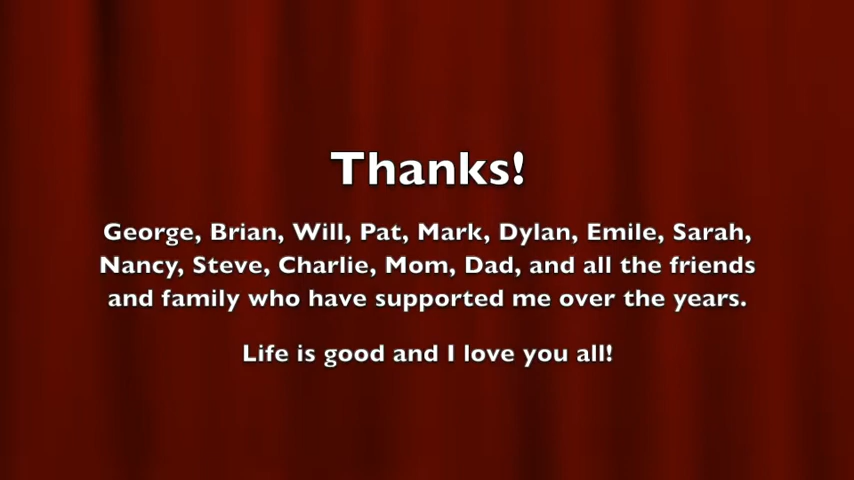 Thanks!
George, Brian, Will, Pat, Mark, Dylan, Emile, Sarah,
Nancy, Steve, Charlie, Mom, Dad, and all the friends
and family who have supported me over the years.
Life is good and I love you all!